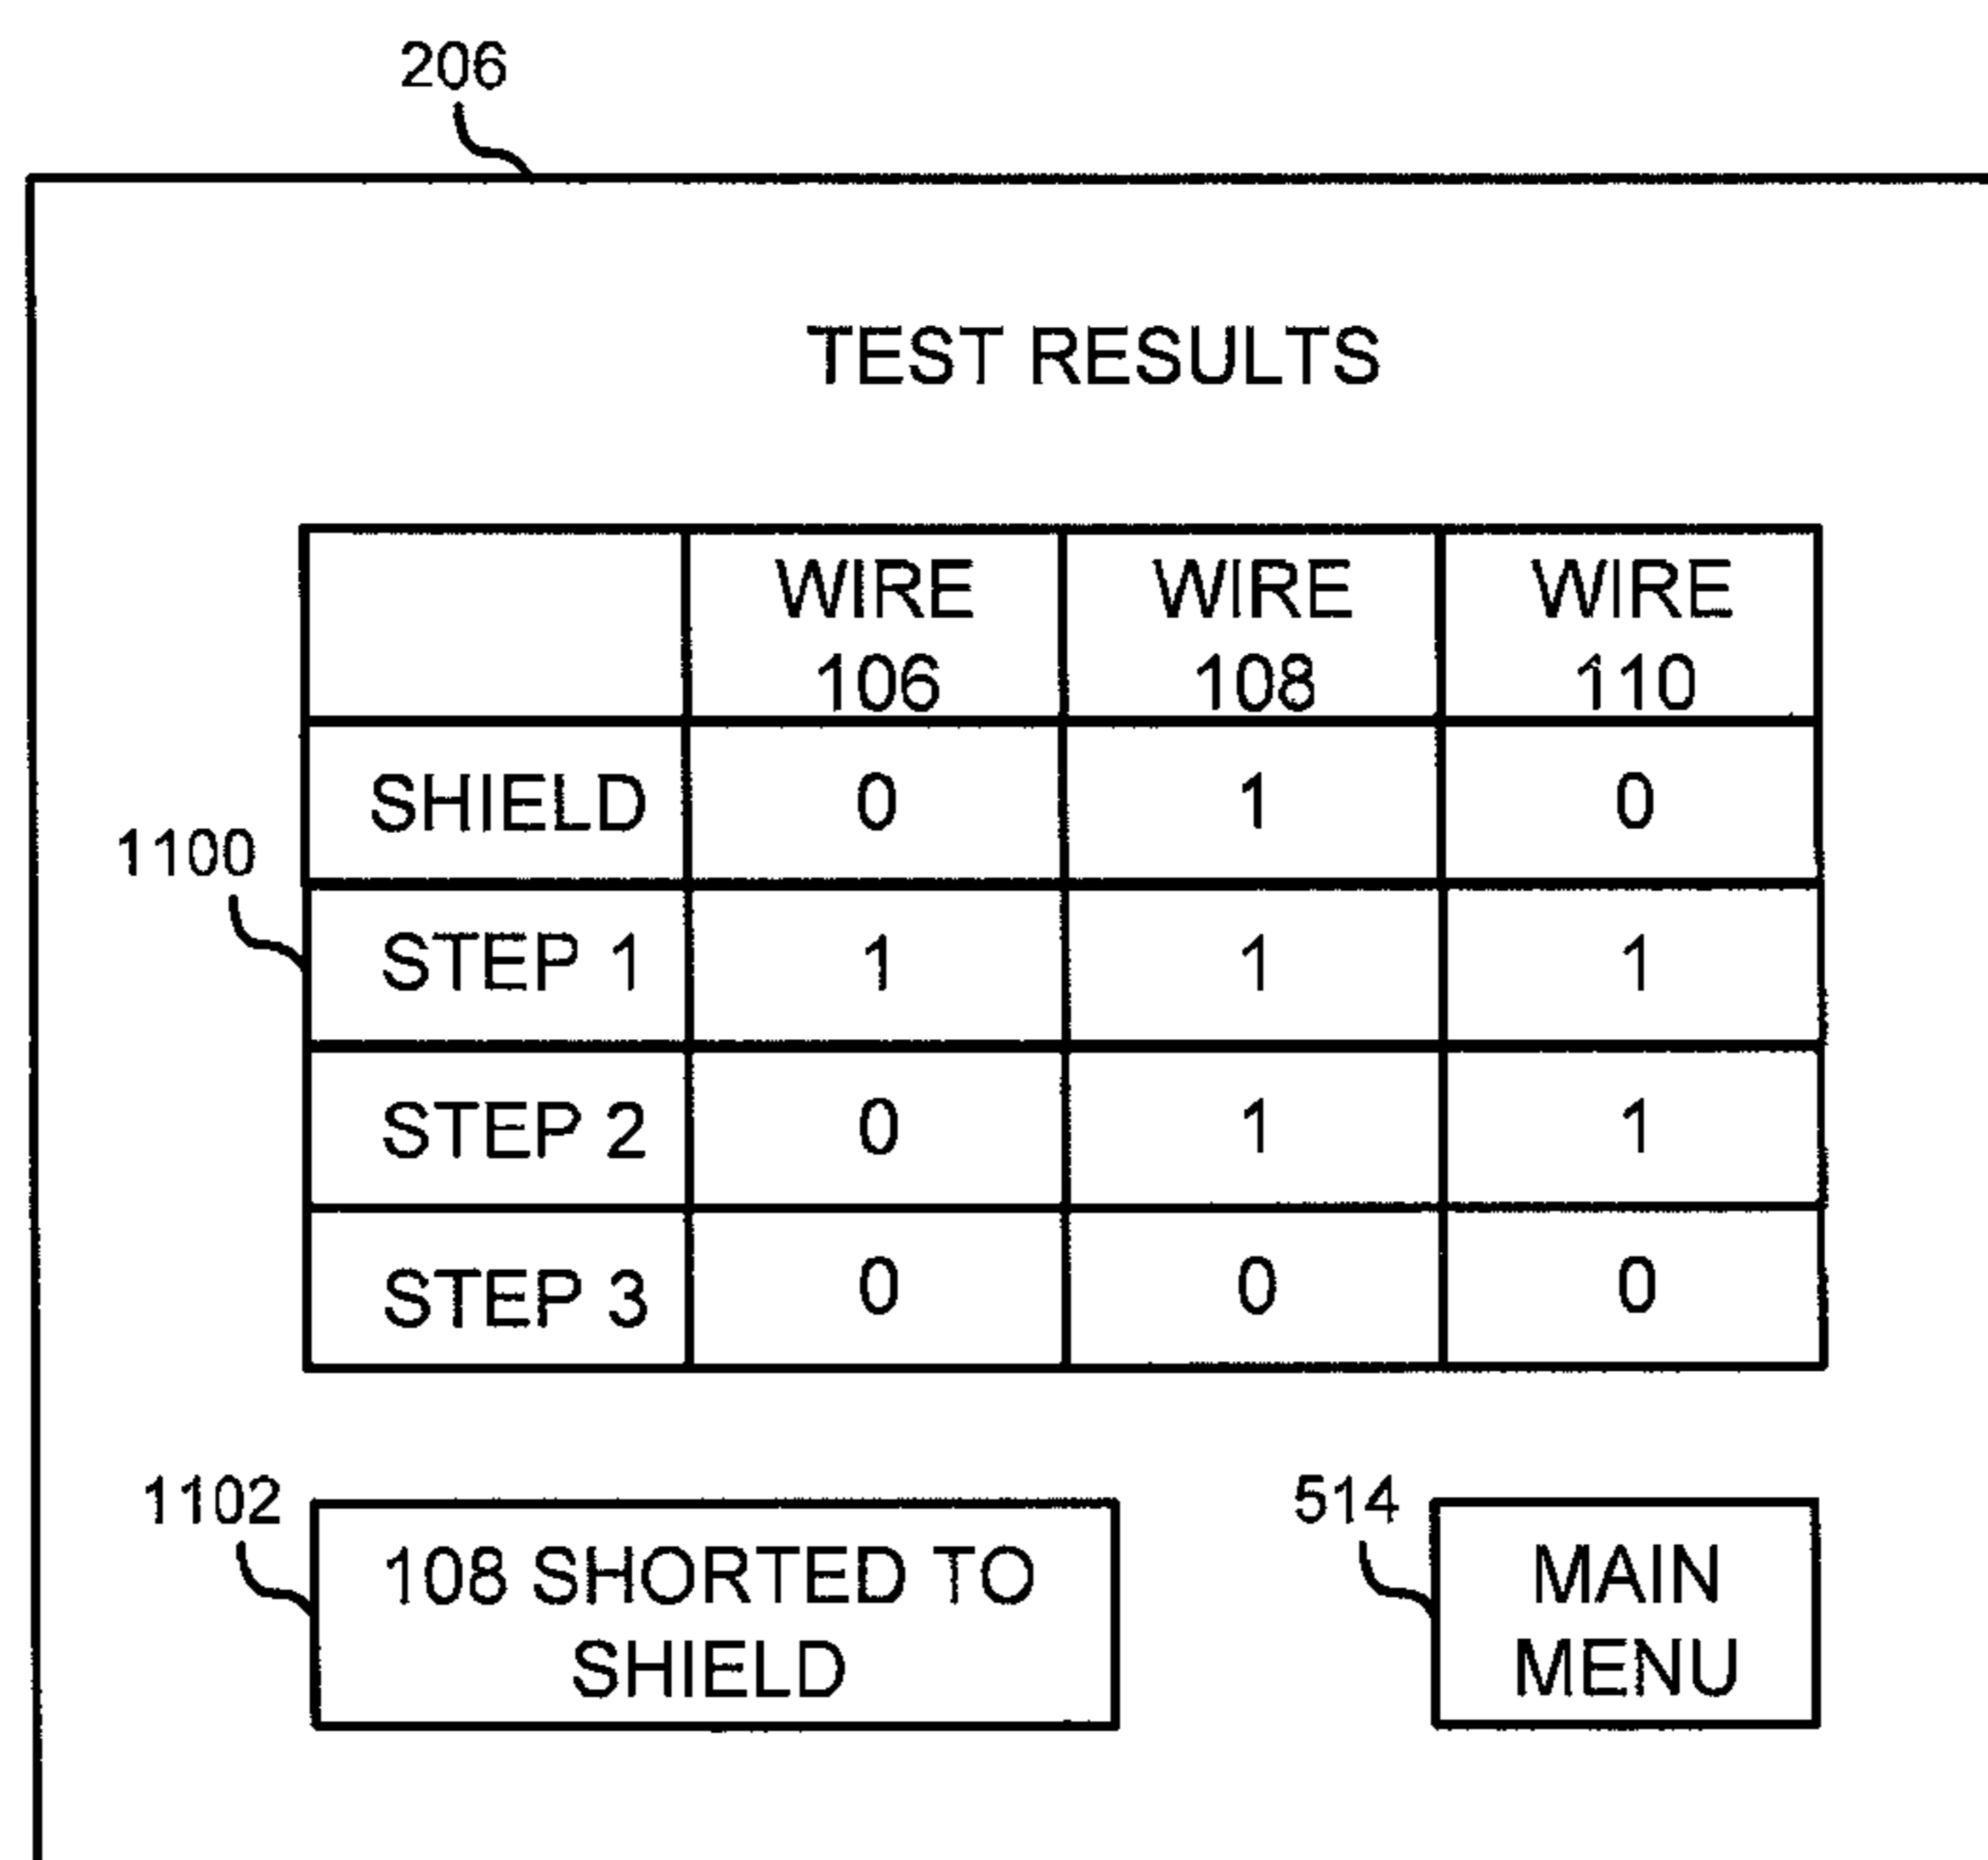 206
TEST RESULTS
WIRE 106 WIRE 108 WIRE 110
SHIELD 0 1 0
1100
STEP 1 1 1 1
STEP 2 0 1 1
STEP 3 0 0 0
1102
108 SHORTED TO
SHIELD
514
MAIN
MENU